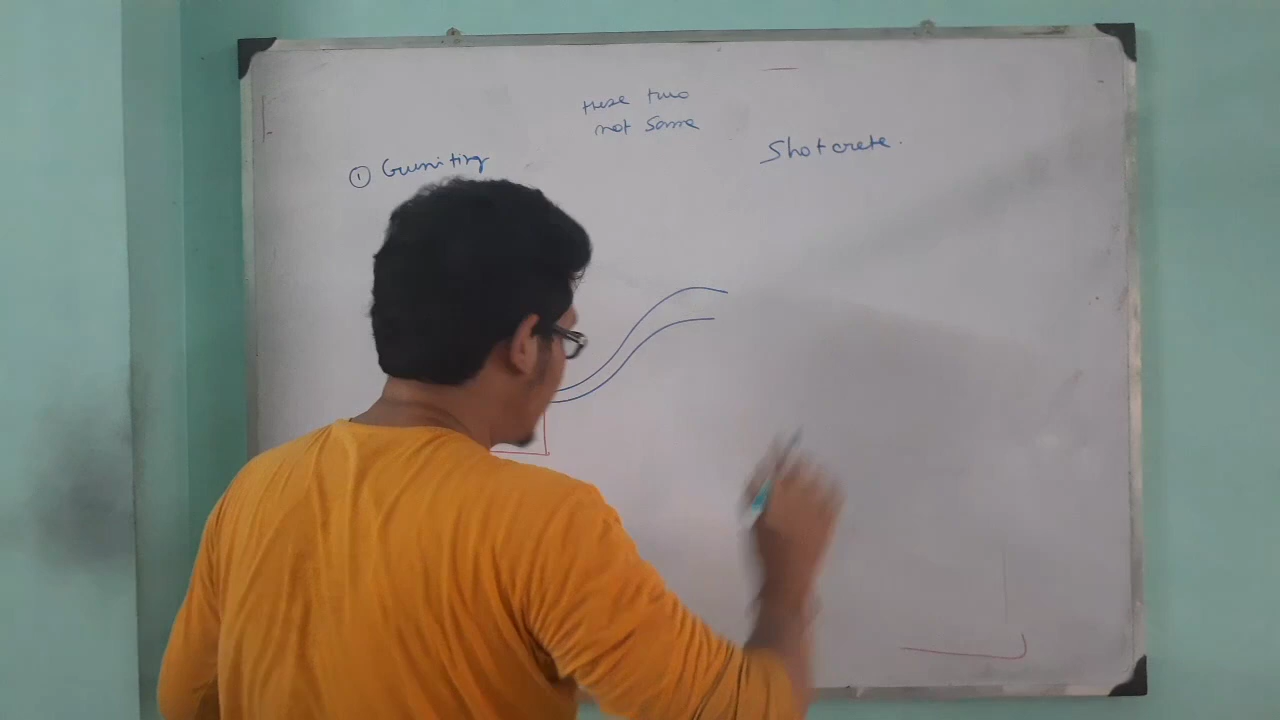 these two
not same
Shotcrete.
① Guniting